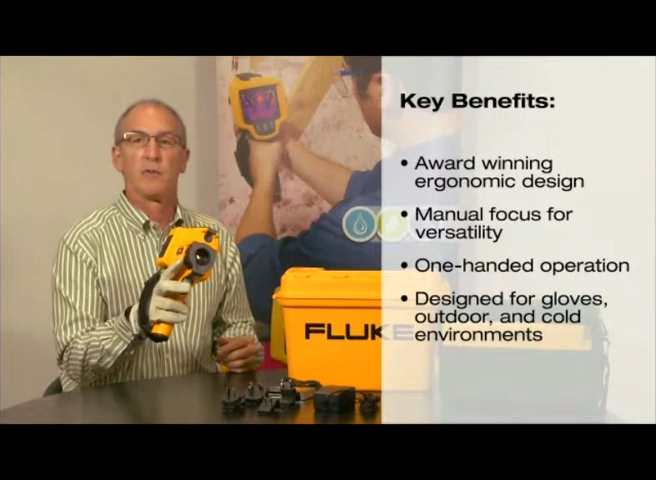 Key Benefits:
• Award winning
ergonomic design
• Manual focus for
versatility
• One-handed operation
• Designed for gloves,
outdoor, and cold
environments
FLUKE